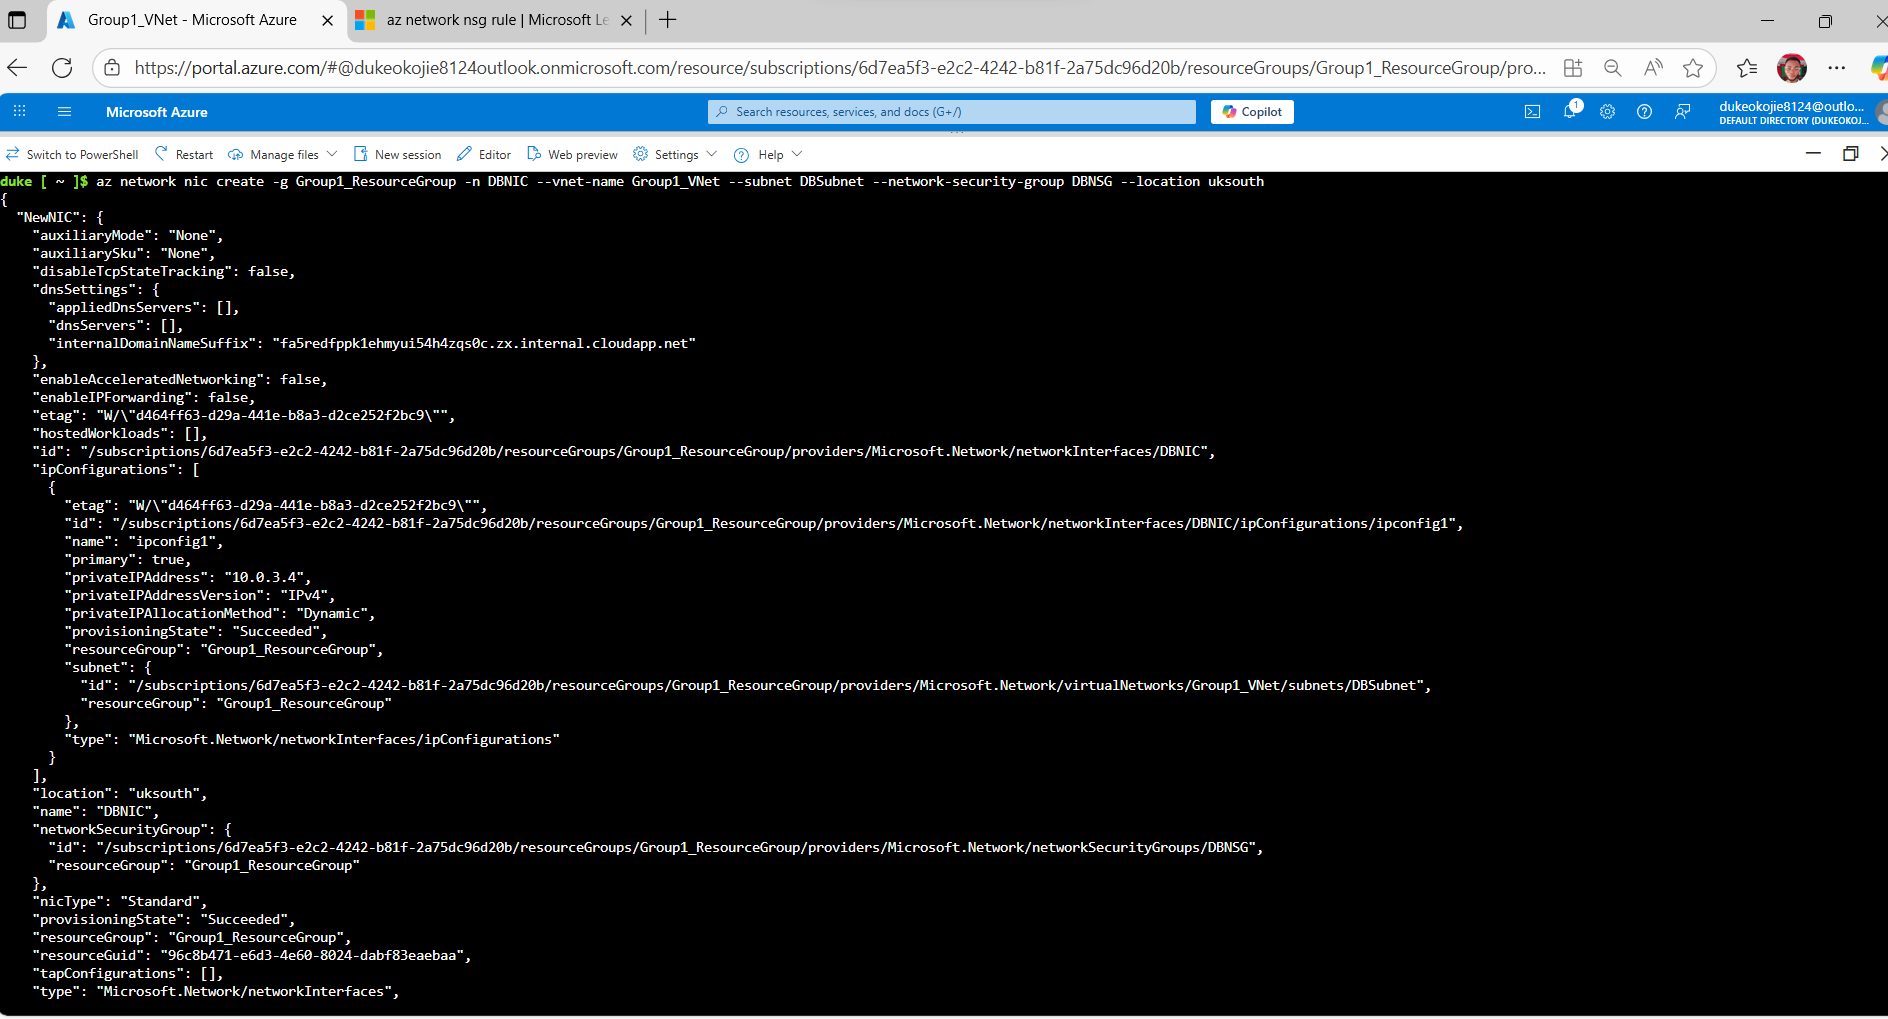 Group1_VNet - Microsoft Azure
az network nsg rule | Microsoft Le
https://portal.azure.com/#@dukeokojie8124outlook.onmicrosoft.com/resource/subscriptions/6d7ea5f3-e2c2-4242-b81f-2a75dc96d20b/resourceGroups/Group1_ResourceGroup/pro...
Microsoft Azure
Search resources, services, and docs (G+/)
Copilot
1
dukeokojie8124@outlo...
DEFAULT DIRECTORY (DUKEOKOJ...
Switch to PowerShell Restart Manage files New session Editor Web preview Settings Help
duke [ ~ ]$ az network nic create -g Group1_ResourceGroup -n DBNIC --vnet-name Group1_VNet --subnet DBSubnet --network-security-group DBNSG --location uksouth
{
"NewNIC": {
"auxiliaryMode": "None",
"auxiliarySku": "None",
"disableTcpStateTracking": false,
"dnsSettings": {
"appliedDnsServers": [],
"dnsServers": [],
"internalDomainNameSuffix": "fa5redfppk1ehmyui54h4zqs0c.zx.internal.cloudapp.net"
},
"enableAcceleratedNetworking": false,
"enableIPForwarding": false,
"etag": "W/\"d464ff63-d29a-441e-b8a3-d2ce252f2bc9\"",
"hostedWorkloads": [],
"id": "/subscriptions/6d7ea5f3-e2c2-4242-b81f-2a75dc96d20b/resourceGroups/Group1_ResourceGroup/providers/Microsoft.Network/networkInterfaces/DBNIC",
"ipConfigurations": [
{
"etag": "W/\"d464ff63-d29a-441e-b8a3-d2ce252f2bc9\"",
"id": "/subscriptions/6d7ea5f3-e2c2-4242-b81f-2a75dc96d20b/resourceGroups/Group1_ResourceGroup/providers/Microsoft.Network/networkInterfaces/DBNIC/ipConfigurations/ipconfig1",
"name": "ipconfig1",
"primary": true,
"privateIPAddress": "10.0.3.4",
"privateIPAddressVersion": "IPv4",
"privateIPAllocationMethod": "Dynamic",
"provisioningState": "Succeeded",
"resourceGroup": "Group1_ResourceGroup",
"subnet": {
"id": "/subscriptions/6d7ea5f3-e2c2-4242-b81f-2a75dc96d20b/resourceGroups/Group1_ResourceGroup/providers/Microsoft.Network/virtualNetworks/Group1_VNet/subnets/DBSubnet",
"resourceGroup": "Group1_ResourceGroup"
},
"type": "Microsoft.Network/networkInterfaces/ipConfigurations"
}
],
"location": "uksouth",
"name": "DBNIC",
"networkSecurityGroup": {
"id": "/subscriptions/6d7ea5f3-e2c2-4242-b81f-2a75dc96d20b/resourceGroups/Group1_ResourceGroup/providers/Microsoft.Network/networkSecurityGroups/DBNSG",
"resourceGroup": "Group1_ResourceGroup"
},
"nicType": "Standard",
"provisioningState": "Succeeded",
"resourceGroup": "Group1_ResourceGroup",
"resourceGuid": "96c8b471-e6d3-4e60-8024-dabf83eaebaa",
"tapConfigurations": [],
"type": "Microsoft.Network/networkInterfaces",